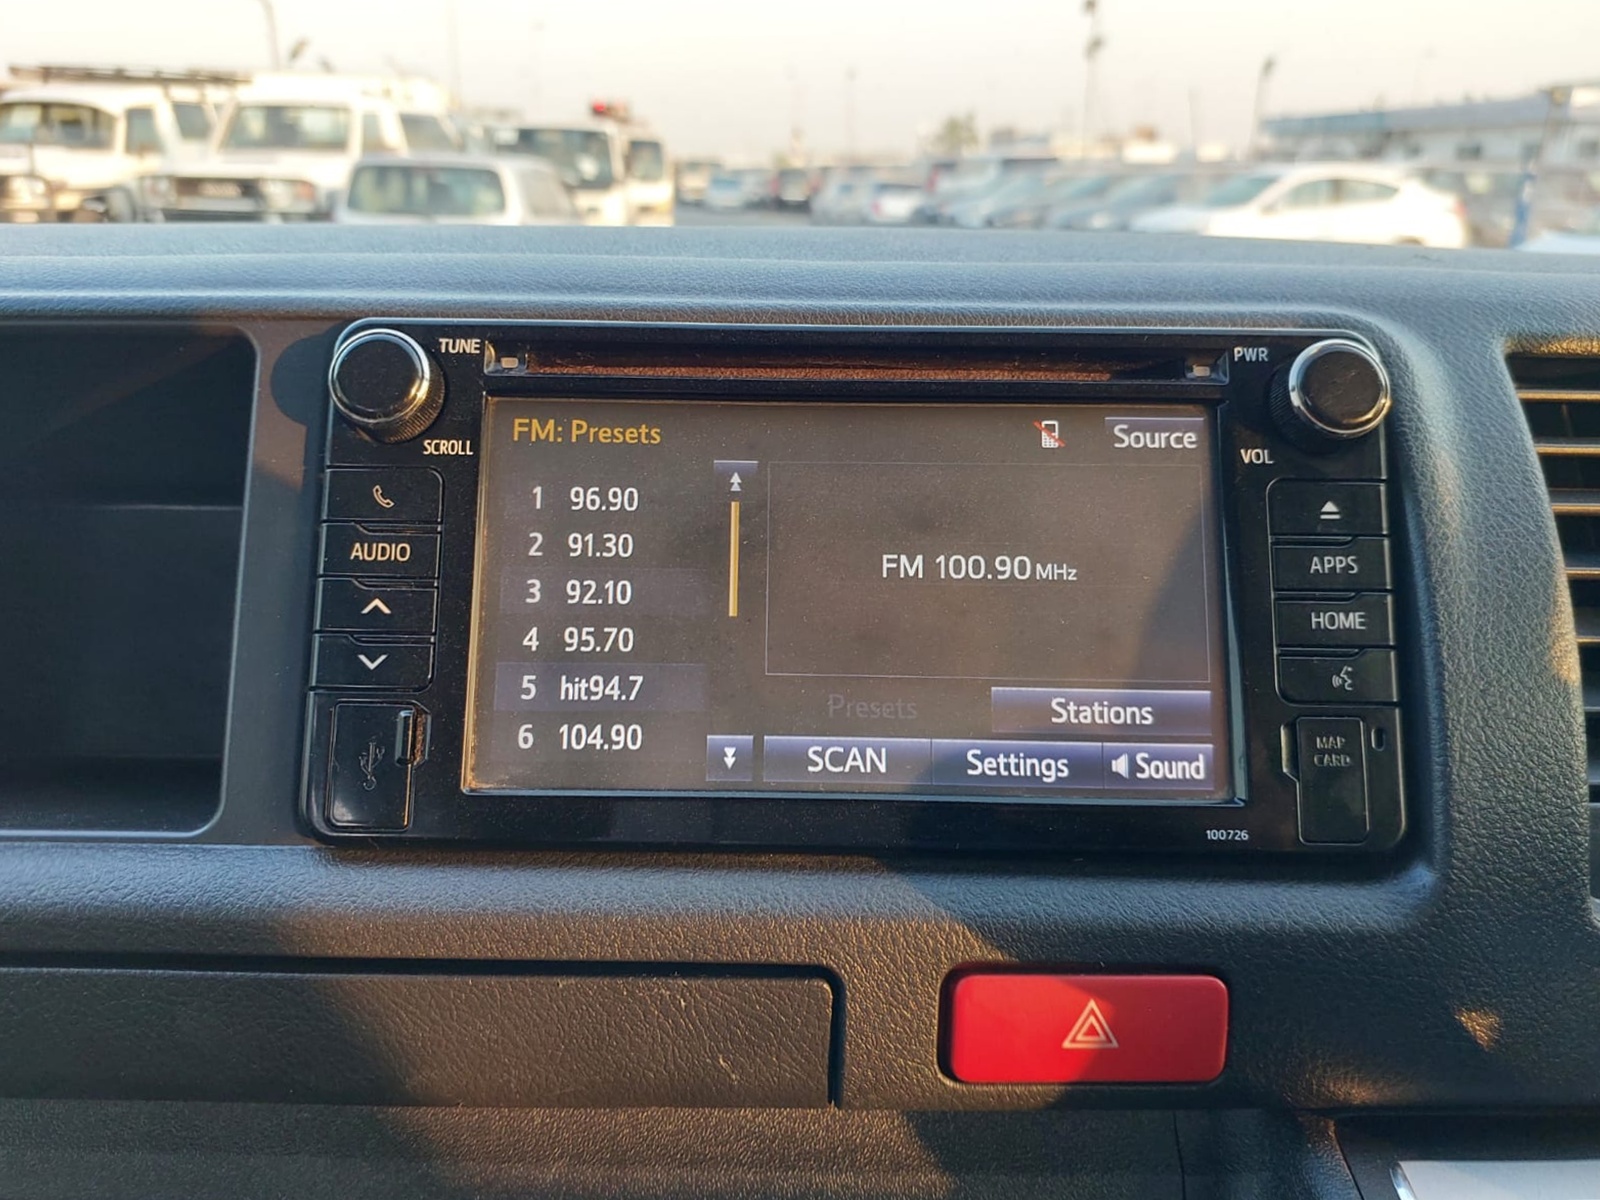 TUNE
PWR
SCROLL
VOL
AUDIO
APPS
HOME
MAP
CARD
100726
FM: Presets
Source
1 96.90
2 91.30
3 92.10
4 95.70
5 hit94.7
6 104.90
FM 100.90 MHz
Presets
Stations
SCAN
Settings
Sound